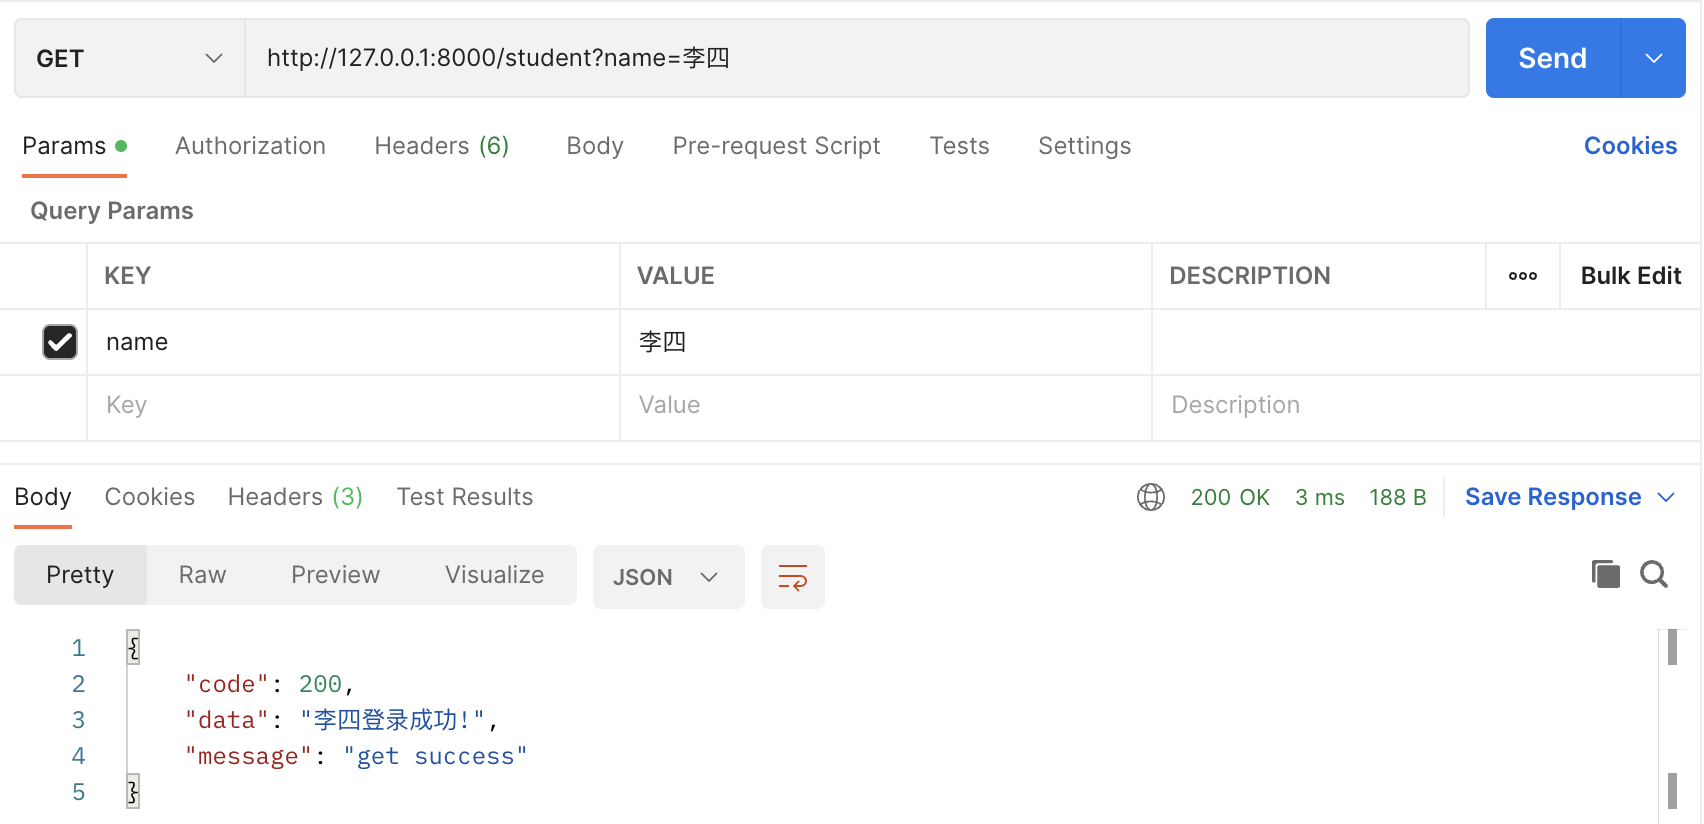 GET http://127.0.0.1:8000/student?name=李四 Send
Params Authorization Headers (6) Body Pre-request Script Tests Settings Cookies
Query Params
KEY VALUE DESCRIPTION ooo Bulk Edit
name 李四
Key Value Description
Body Cookies Headers (3) Test Results 200 OK 3 ms 188 B Save Response
Pretty Raw Preview Visualize JSON
1 {
2 "code": 200,
3 "data": "李四登录成功!",
4 "message": "get success"
5 }